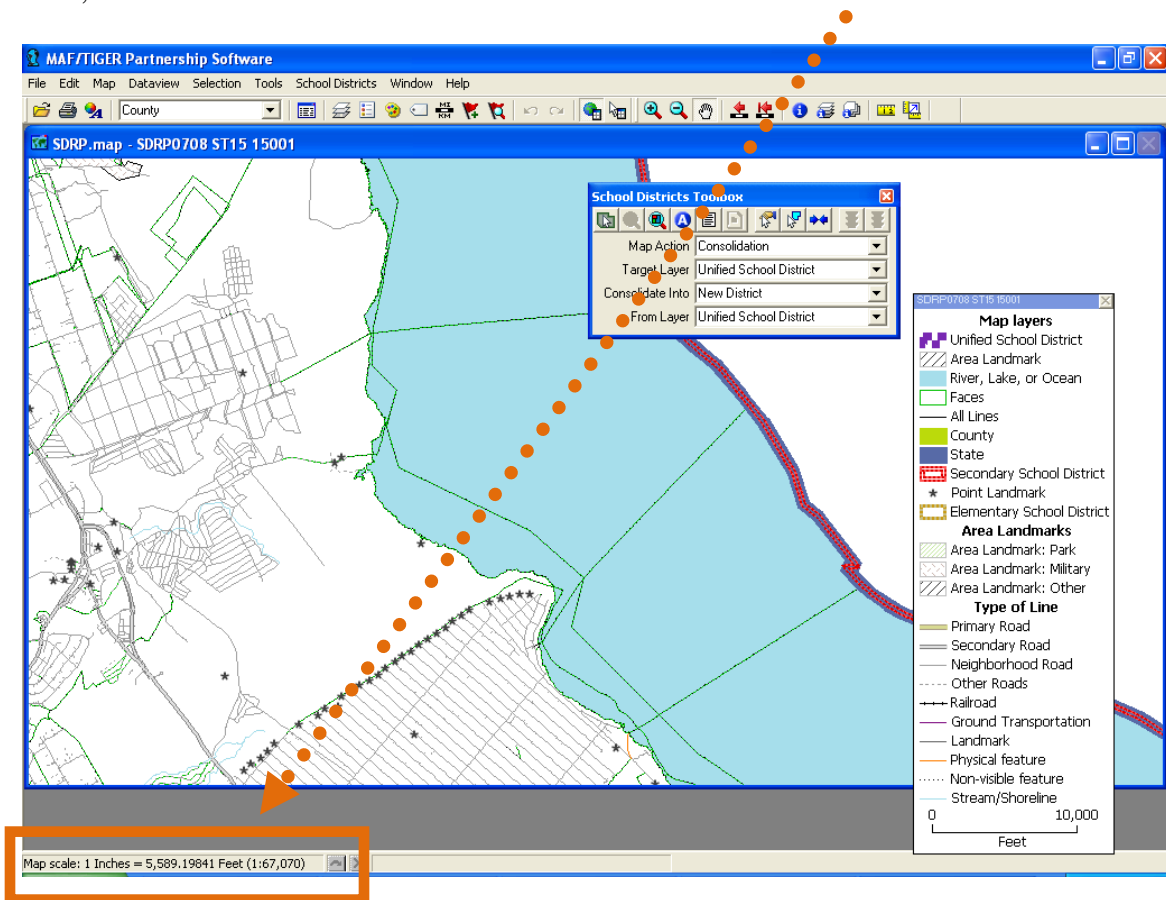 MAF/TIGER Partnership Software
File Edit Map Dataview Selection Tools School Districts Window Help
County
MI
KM
SDRP.map - SDRP0708 ST15 15001
School Districts Toolbox
A
Map Action Consolidation
Target Layer Unified School District
Consolidate Into New District
From Layer Unified School District
SDRP0708 ST15 15001
Map layers
Unified School District
Area Landmark
River, Lake, or Ocean
Faces
All Lines
County
State
Secondary School District
Point Landmark
Elementary School District
Area Landmarks
Area Landmark: Park
Area Landmark: Military
Area Landmark: Other
Type of Line
Primary Road
Secondary Road
Neighborhood Road
Other Roads
Railroad
Ground Transportation
Landmark
Physical feature
Non-visible feature
Stream/Shoreline
0 10,000
Feet
Map scale: 1 Inches = 5,589.19841 Feet (1:67,070)